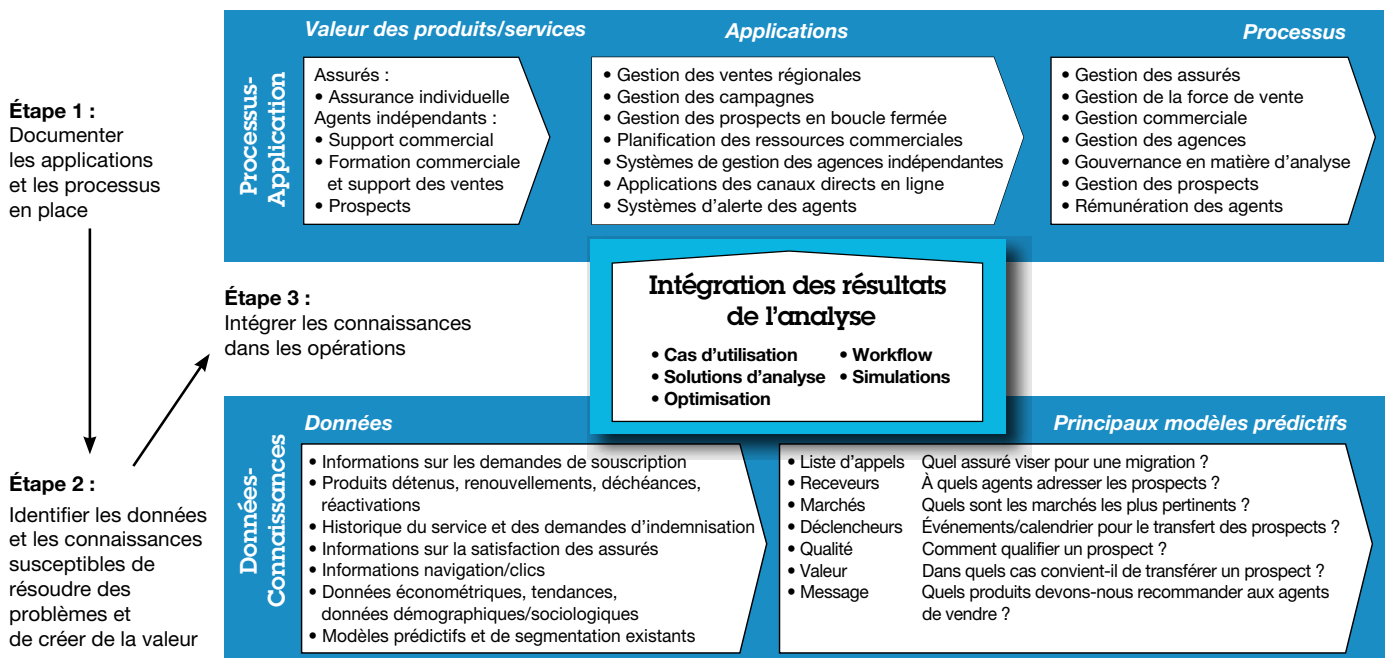 Étape 1 :
Documenter
les applications
et les processus
en place
Étape 2 :
Identifier les données
et les connaissances
susceptibles de
résoudre des
problèmes et
de créer de la valeur
Étape 3 :
Intégrer les connaissances
dans les opérations
Processus-
Application
Valeur des produits/services
Assurés :
• Assurance individuelle
Agents indépendants :
• Support commercial
• Formation commerciale
et support des ventes
• Prospects
Applications
• Gestion des ventes régionales
• Gestion des campagnes
• Gestion des prospects en boucle fermée
• Planification des ressources commerciales
• Systèmes de gestion des agences indépendantes
• Applications des canaux directs en ligne
• Systèmes d'alerte des agents
Processus
• Gestion des assurés
• Gestion de la force de vente
• Gestion commerciale
• Gestion des agences
• Gouvernance en matière d'analyse
• Gestion des prospects
• Rémunération des agents
Intégration des résultats
de l'analyse
• Cas d'utilisation • Workflow
• Solutions d'analyse • Simulations
• Optimisation
Données-
Connaissances
Données
• Informations sur les demandes de souscription
• Produits détenus, renouvellements, déchéances,
réactivations
• Historique du service et des demandes d'indemnisation
• Informations sur la satisfaction des assurés
• Informations navigation/clics
• Données économétriques, tendances,
données démographiques/sociologiques
• Modèles prédictifs et de segmentation existants
Principaux modèles prédictifs
• Liste d'appels Quel assuré viser pour une migration ?
• Receveurs À quels agents adresser les prospects ?
• Marchés Quels sont les marchés les plus pertinents ?
• Déclencheurs Événements/calendrier pour le transfert des prospects ?
• Qualité Comment qualifier un prospect ?
• Valeur Dans quels cas convient-il de transférer un prospect ?
• Message Quels produits devons-nous recommander aux agents
de vendre ?